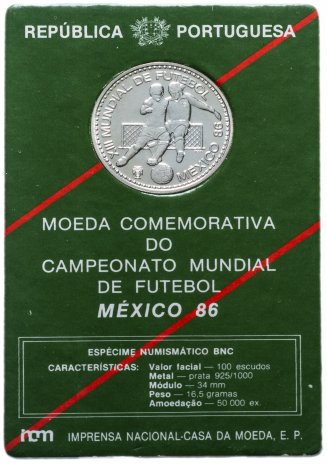 REPÚBLICA PORTUGUESA
XIII MUNDIAL DE FUTEBOL
MÉXICO 86
MOEDA COMEMORATIVA
DO
CAMPEONATO MUNDIAL
DE FUTEBOL
MÉXICO 86
ESPÉCIME NUMISMÁTICO BNC
CARACTERÍSTICAS: Valor facial — 100 escudos
Metal — prata 925/1000
Módulo — 34 mm
Peso — 16,5 gramas
Amoedação — 50 000 ex.
incm IMPRENSA NACIONAL-CASA DA MOEDA, E. P.